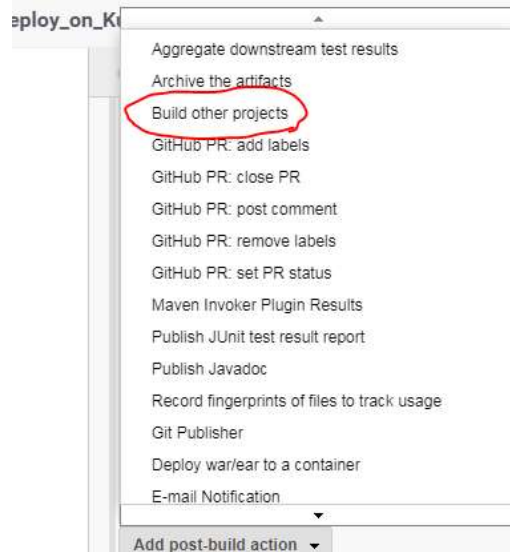 eploy_on_Ku
Aggregate downstream test results
Archive the artifacts
Build other projects
GitHub PR: add labels
GitHub PR: close PR
GitHub PR: post comment
GitHub PR: remove labels
GitHub PR: set PR status
Maven Invoker Plugin Results
Publish JUnit test result report
Publish Javadoc
Record fingerprints of files to track usage
Git Publisher
Deploy war/ear to a container
E-mail Notification
Add post-build action